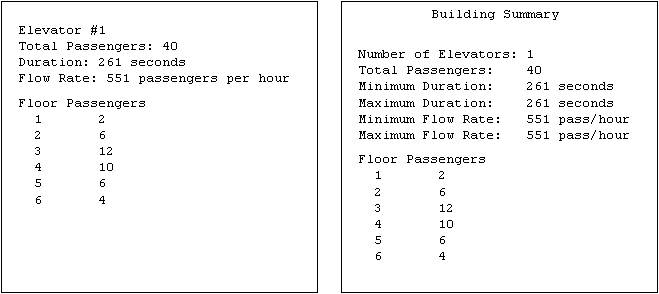 Elevator #1
Total Passengers: 40
Duration: 261 seconds
Flow Rate: 551 passengers per hour
Floor Passengers
1 2
2 6
3 12
4 10
5 6
6 4
Building Summary
Number of Elevators: 1
Total Passengers: 40
Minimum Duration: 261 seconds
Maximum Duration: 261 seconds
Minimum Flow Rate: 551 pass/hour
Maximum Flow Rate: 551 pass/hour
Floor Passengers
1 2
2 6
3 12
4 10
5 6
6 4